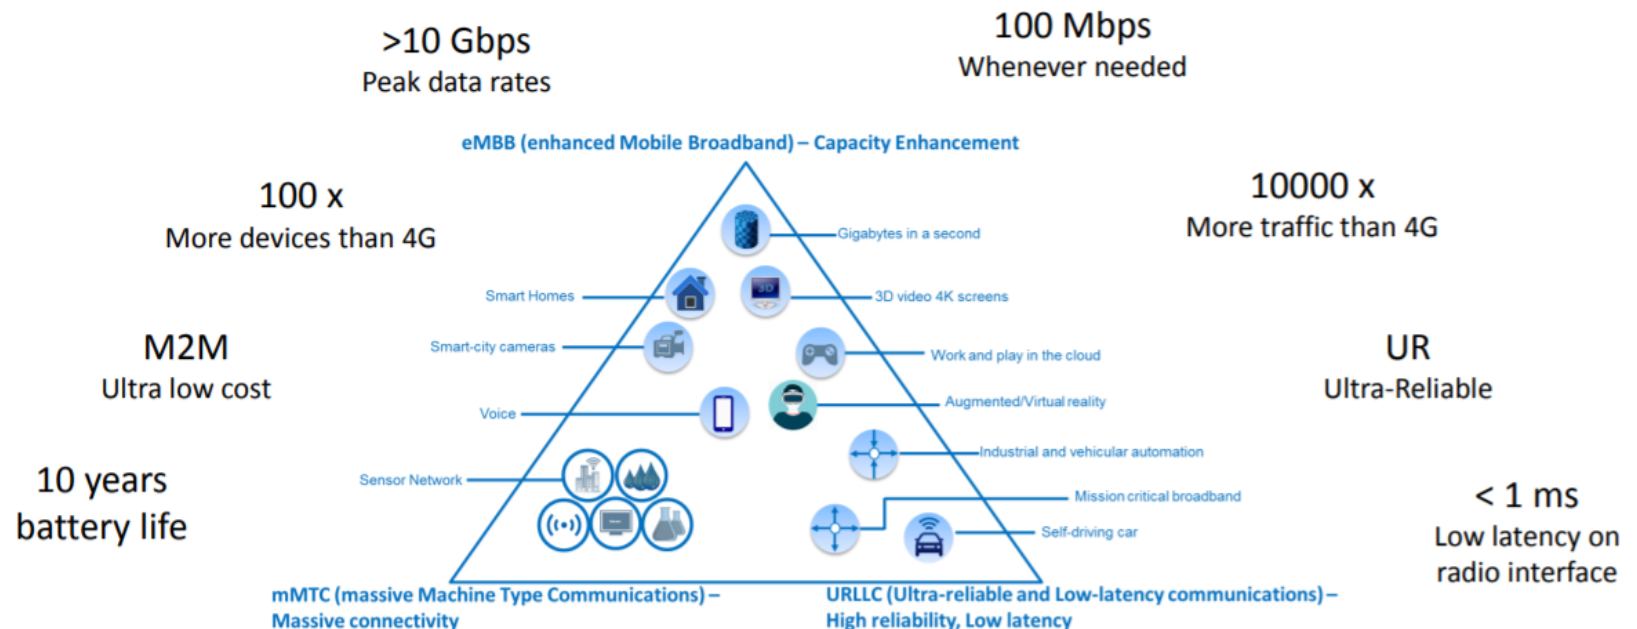 >10 Gbps
Peak data rates
100 Mbps
Whenever needed
eMBB (enhanced Mobile Broadband) – Capacity Enhancement
100 x
More devices than 4G
10000 x
More traffic than 4G
Gigabytes in a second
Smart Homes
3D
3D video 4K screens
M2M
Ultra low cost
Smart-city cameras
Work and play in the cloud
UR
Ultra-Reliable
Voice
Augmented/Virtual reality
Industrial and vehicular automation
10 years
battery life
Sensor Network
Mission critical broadband
Self-driving car
< 1 ms
Low latency on
radio interface
mMTC (massive Machine Type Communications) –
Massive connectivity
URLLC (Ultra-reliable and Low-latency communications) –
High reliability, Low latency